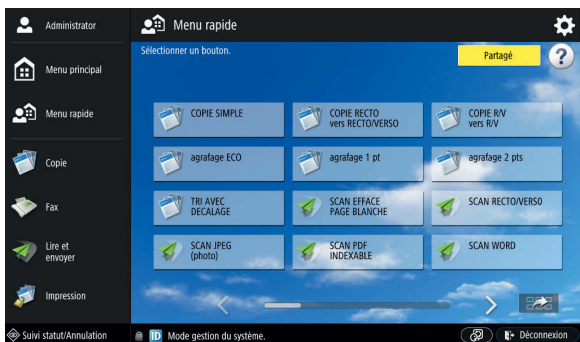 Administrator
Menu rapide
Sélectionner un bouton.
Partagé
?
Menu principal
Menu rapide
COPIE SIMPLE
COPIE RECTO
vers RECTO/VERSO
COPIE R/V
vers R/V
Copie
agrafage ECO
agrafage 1 pt
agrafage 2 pts
Fax
TRI AVEC
DECALAGE
SCAN EFFACE
PAGE BLANCHE
SCAN RECTO/VERSO
Lire et
envoyer
SCAN JPEG
(photo)
SCAN PDF
INDEXABLE
SCAN WORD
Impression
Suivi statut/Annulation
ID Mode gestion du système.
Déconnexion